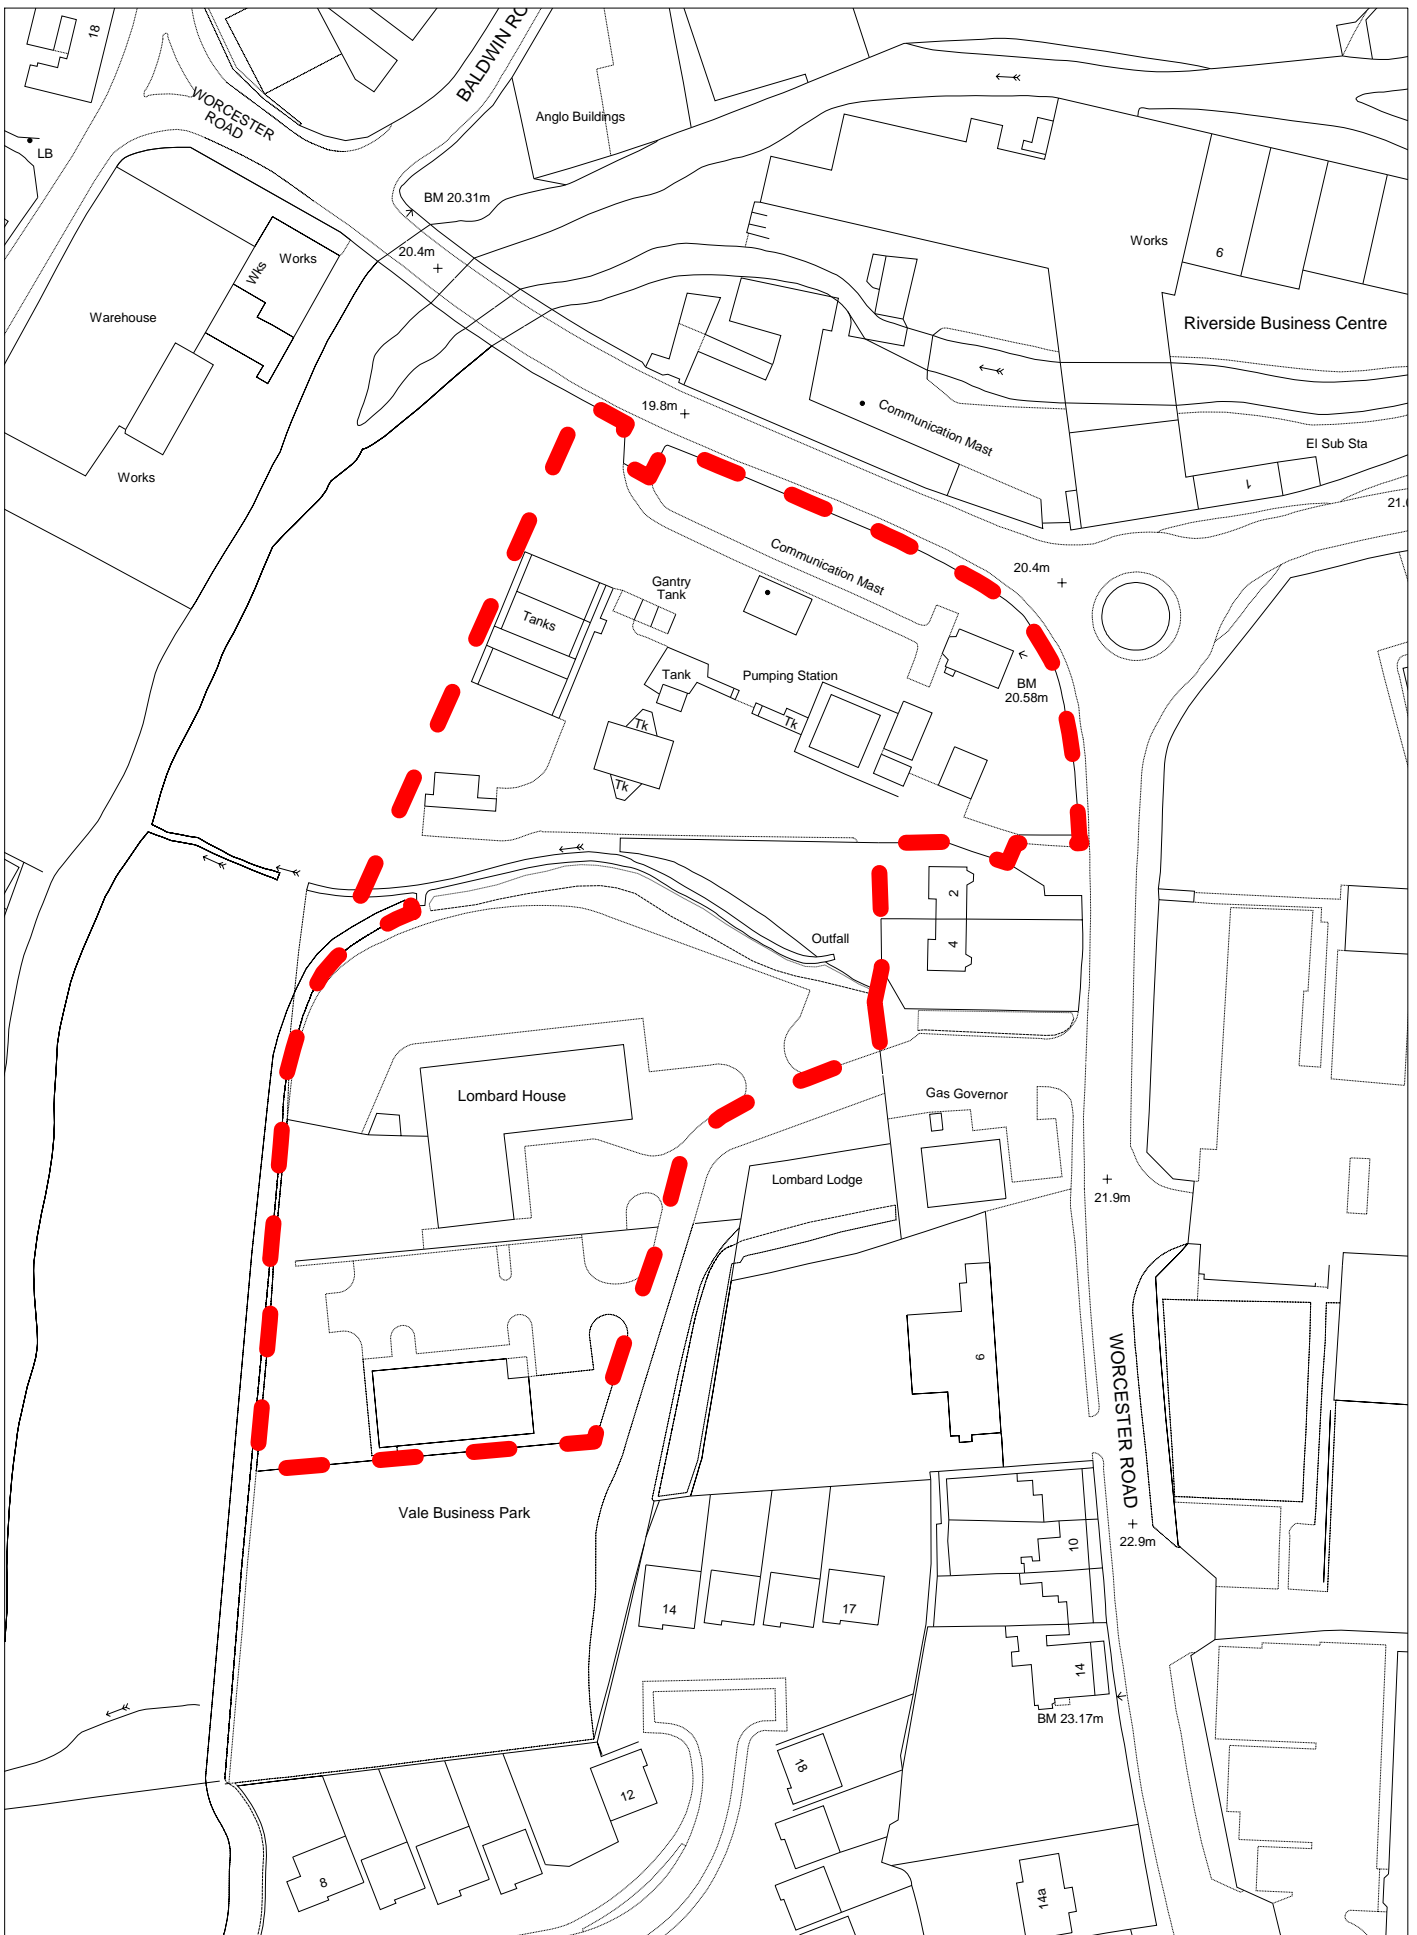 18
WORCESTER
ROAD
BALDWIN RO
Anglo Buildings
LB
BM 20.31m
20.4m
Works
Wks
Works
6
Warehouse
Riverside Business Centre
19.8m
Communication Mast
El Sub Sta
Works
1
21.
Communication Mast
20.4m
Gantry
Tank
Tanks
Tank
Pumping Station
BM
20.58m
Tk
Tk
Tk
2
4
Outfall
Lombard House
Gas Governor
Lombard Lodge
21.9m
6
WORCESTER ROAD
Vale Business Park
22.9m
10
14
17
14
BM 23.17m
18
12
8
14a